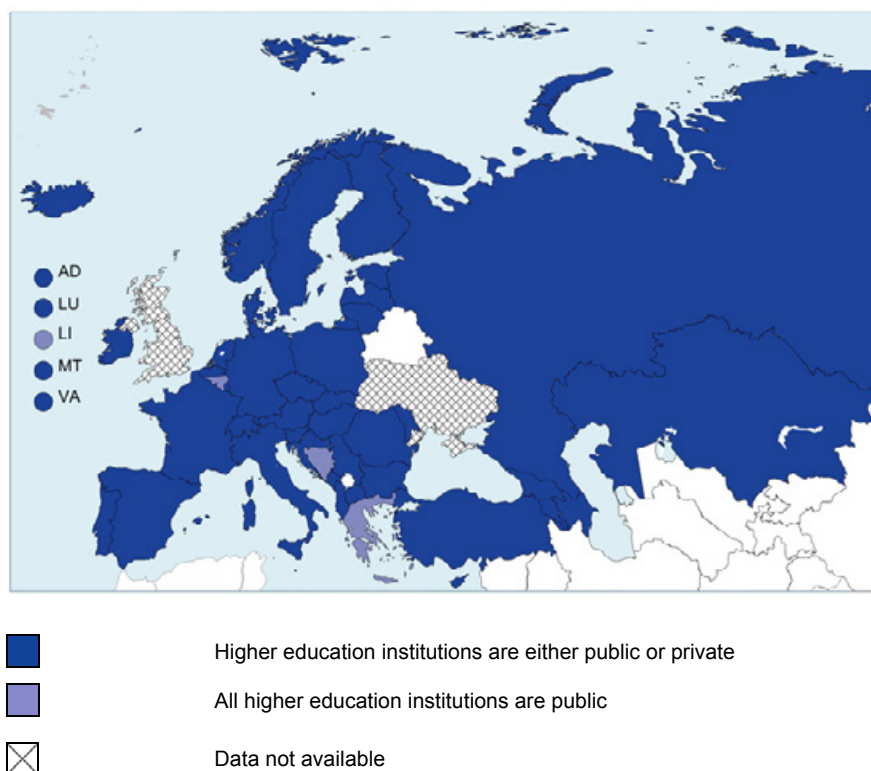 AD
LU
LI
MT
VA
Higher education institutions are either public or private
All higher education institutions are public
Data not available